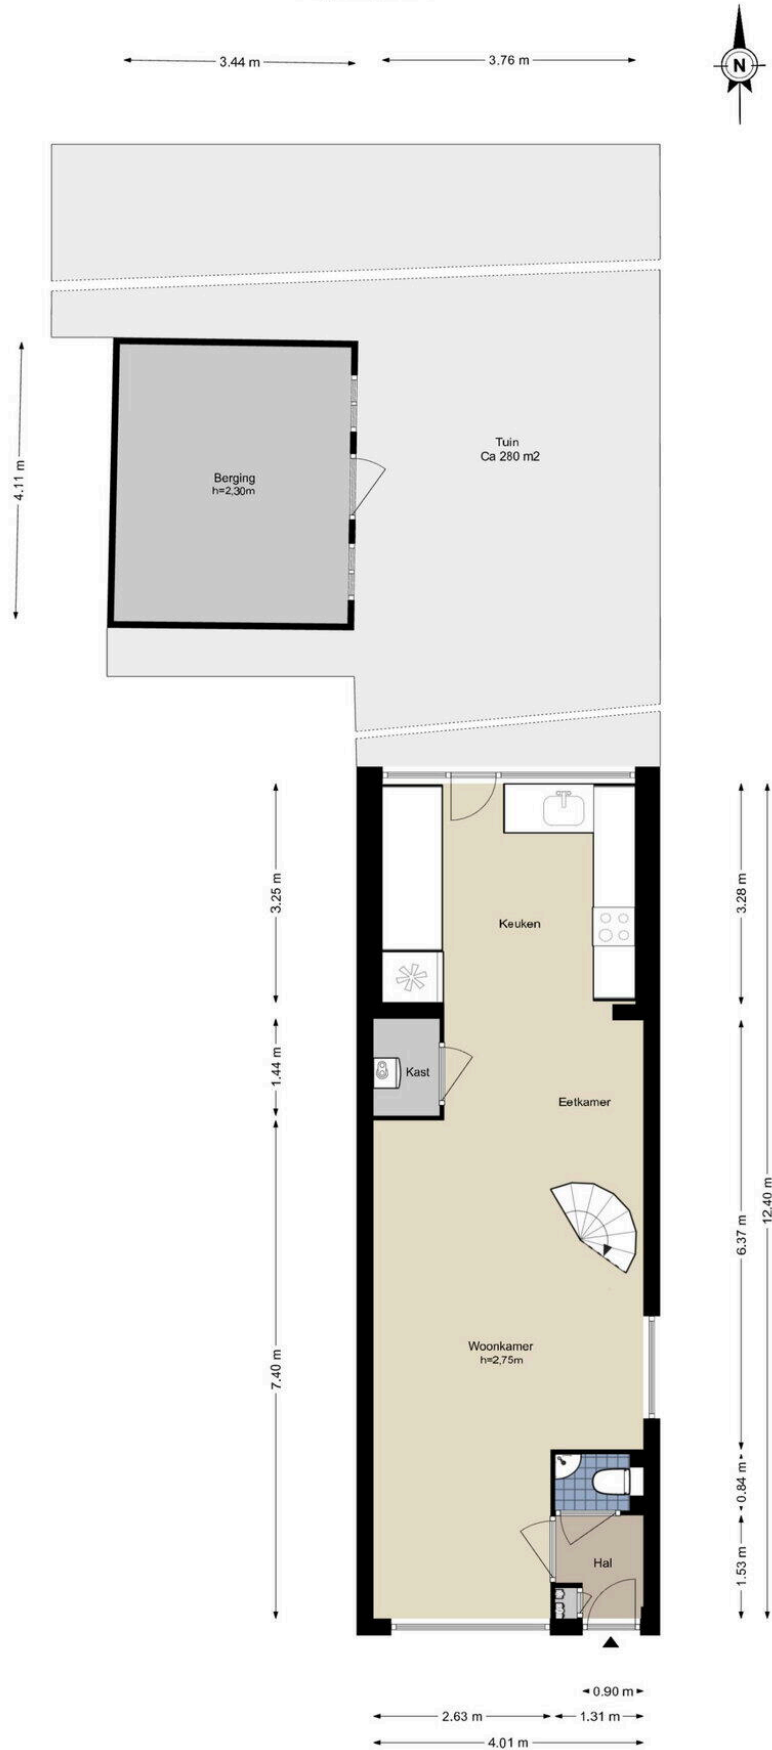 3.44 m
3.76 m
N
4.11 m
Tuin
Ca 280 m2
Berging
h=2,30m
3.25 m
3.28 m
Keuken
1.44 m
Kast
Eetkamer
12.40 m
6.37 m
7.40 m
Woonkamer
h=2,75m
0.84 m
1.53 m
Hal
0.90 m
2.63 m
1.31 m
4.01 m